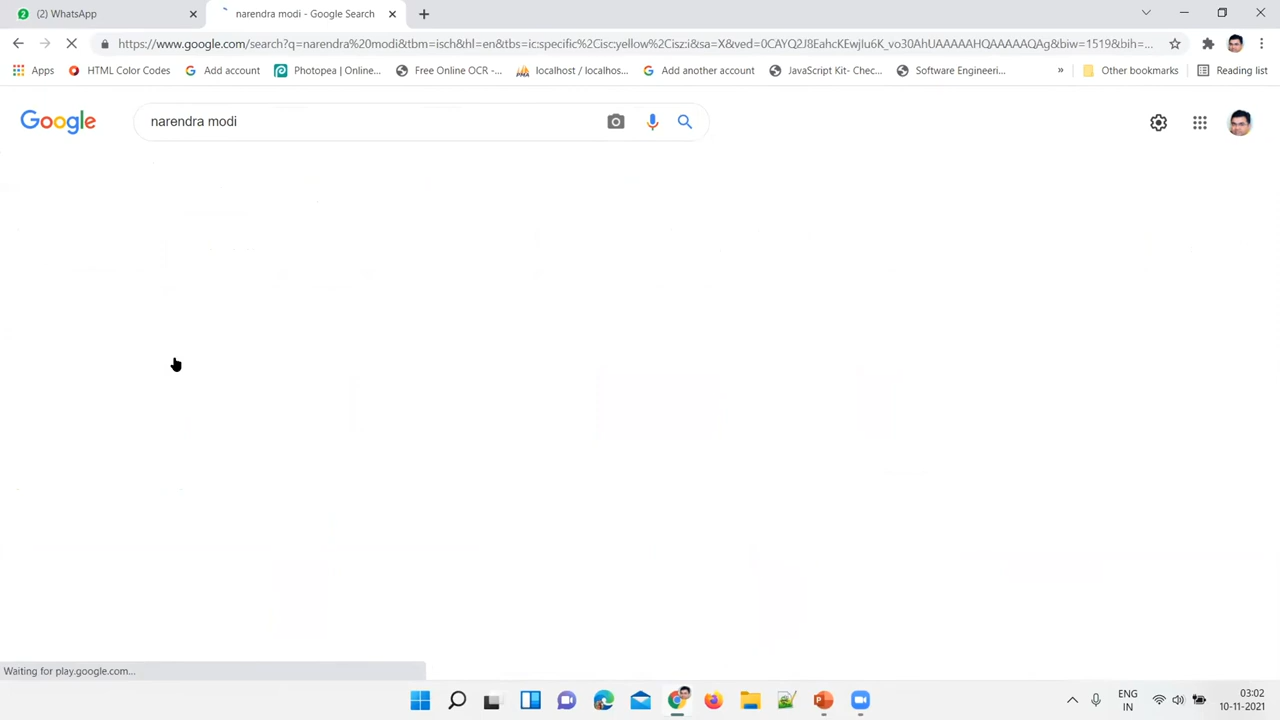 (2) WhatsApp
narendra modi - Google Search
https://www.google.com/search?q=narendra%20modi&tbm=isch&hl=en&tbs=ic:specific%2Cisc:yellow%2Cisz:i&sa=X&ved=0CAYQ2J8EahcKEwjIu6K_vo30AhUAAAAAHQAAAAAQAg&biw=1519&bih=...
Apps
HTML Color Codes
Add account
Photopea | Online...
Free Online OCR -...
localhost / localhos...
Add another account
JavaScript Kit- Chec...
Software Engineeri...
»
Other bookmarks
Reading list
Google
narendra modi
Waiting for play.google.com...
ENG
IN
03:02
10-11-2021